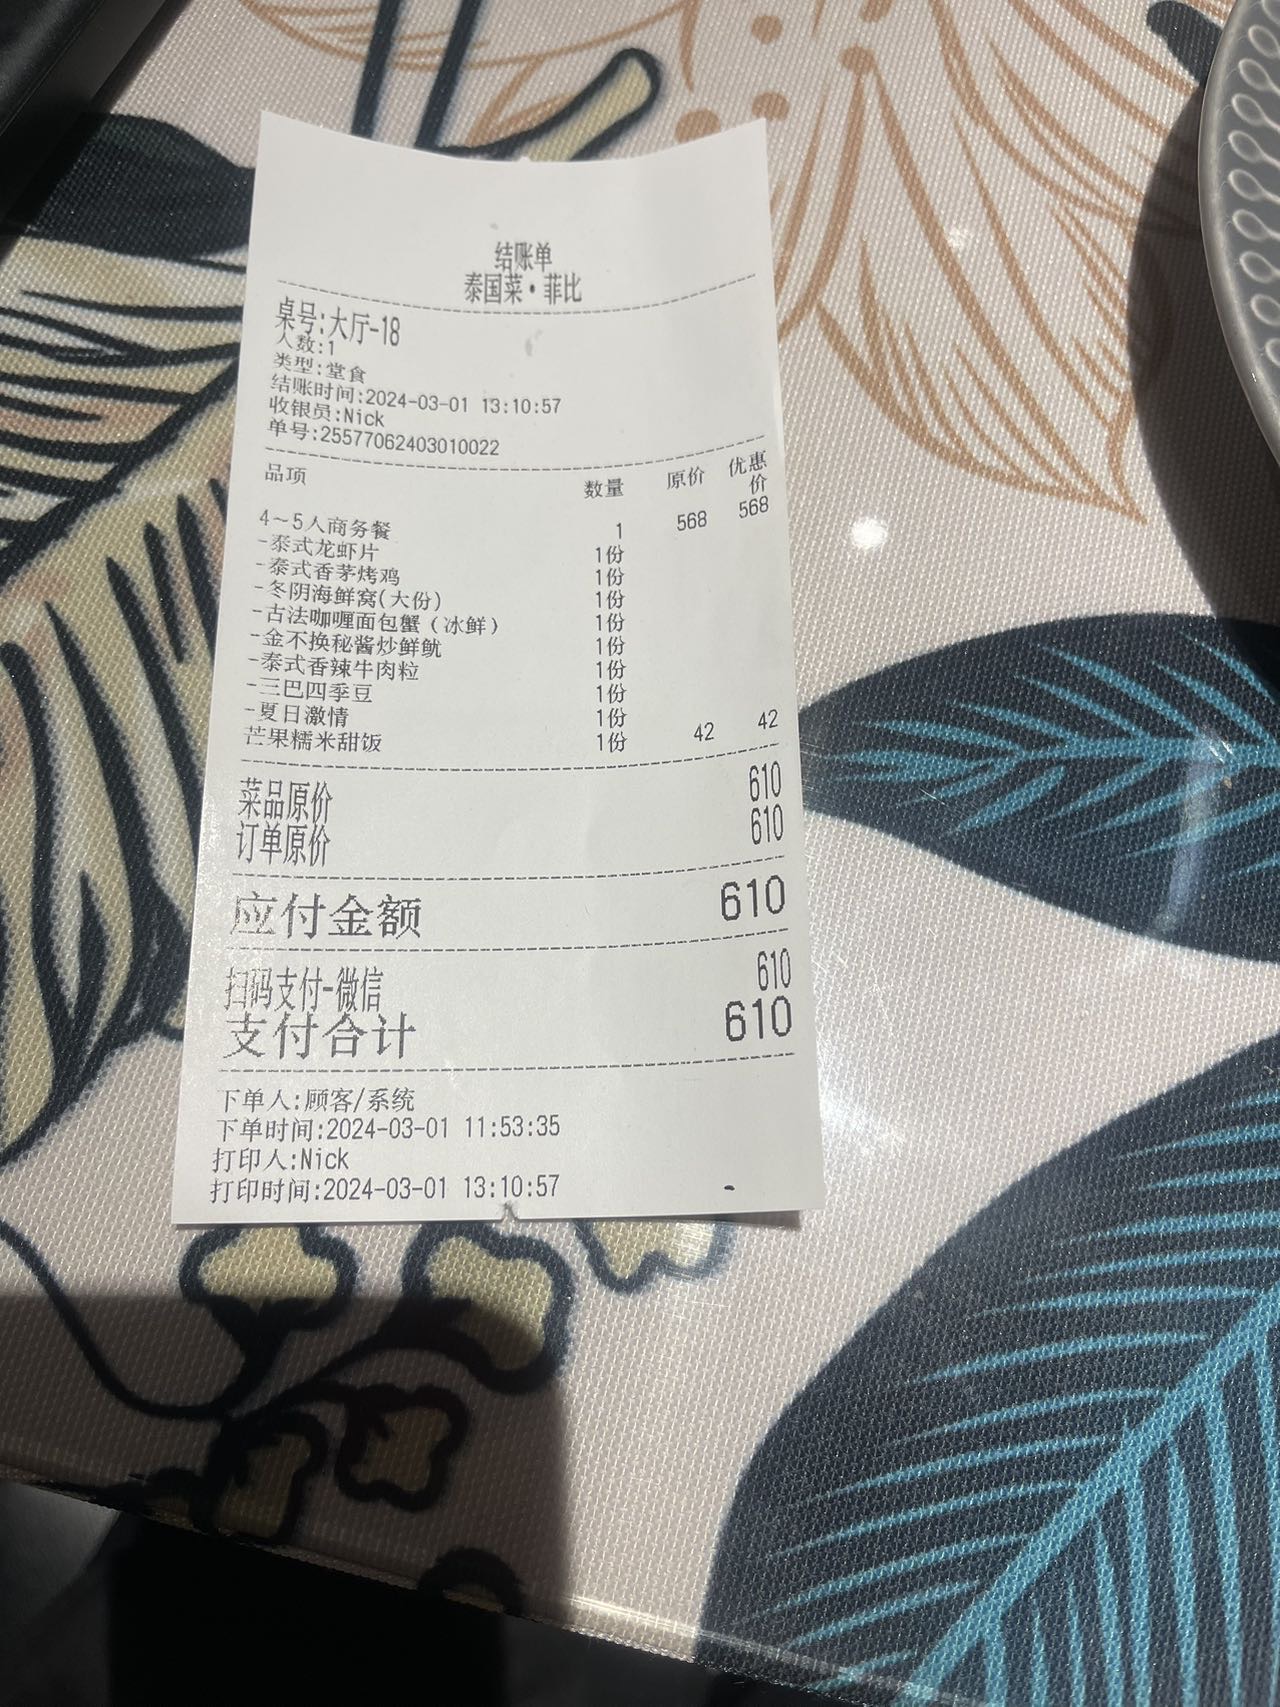 结账单
泰国菜·菲比
桌号:大厅-18
人数:1
类型:堂食
结账时间:2024-03-01 13:10:57
收银员:Nick
单号:25577062403010022
品项 数量 原价 优惠价
4~5人商务餐 1 568 568
-泰式龙虾片 1份
-泰式香茅烤鸡 1份
-冬阴海鲜窝(大份) 1份
-古法咖喱面包蟹(冰鲜) 1份
-金不换秘酱炒鲜鱿 1份
-泰式香辣牛肉粒 1份
-三巴四季豆 1份
-夏日激情 1份
芒果糯米甜饭 1份 42 42
菜品原价 610
订单原价 610
应付金额 610
扫码支付-微信 610
支付合计 610
下单人:顾客/系统
下单时间:2024-03-01 11:53:35
打印人:Nick
打印时间:2024-03-01 13:10:57